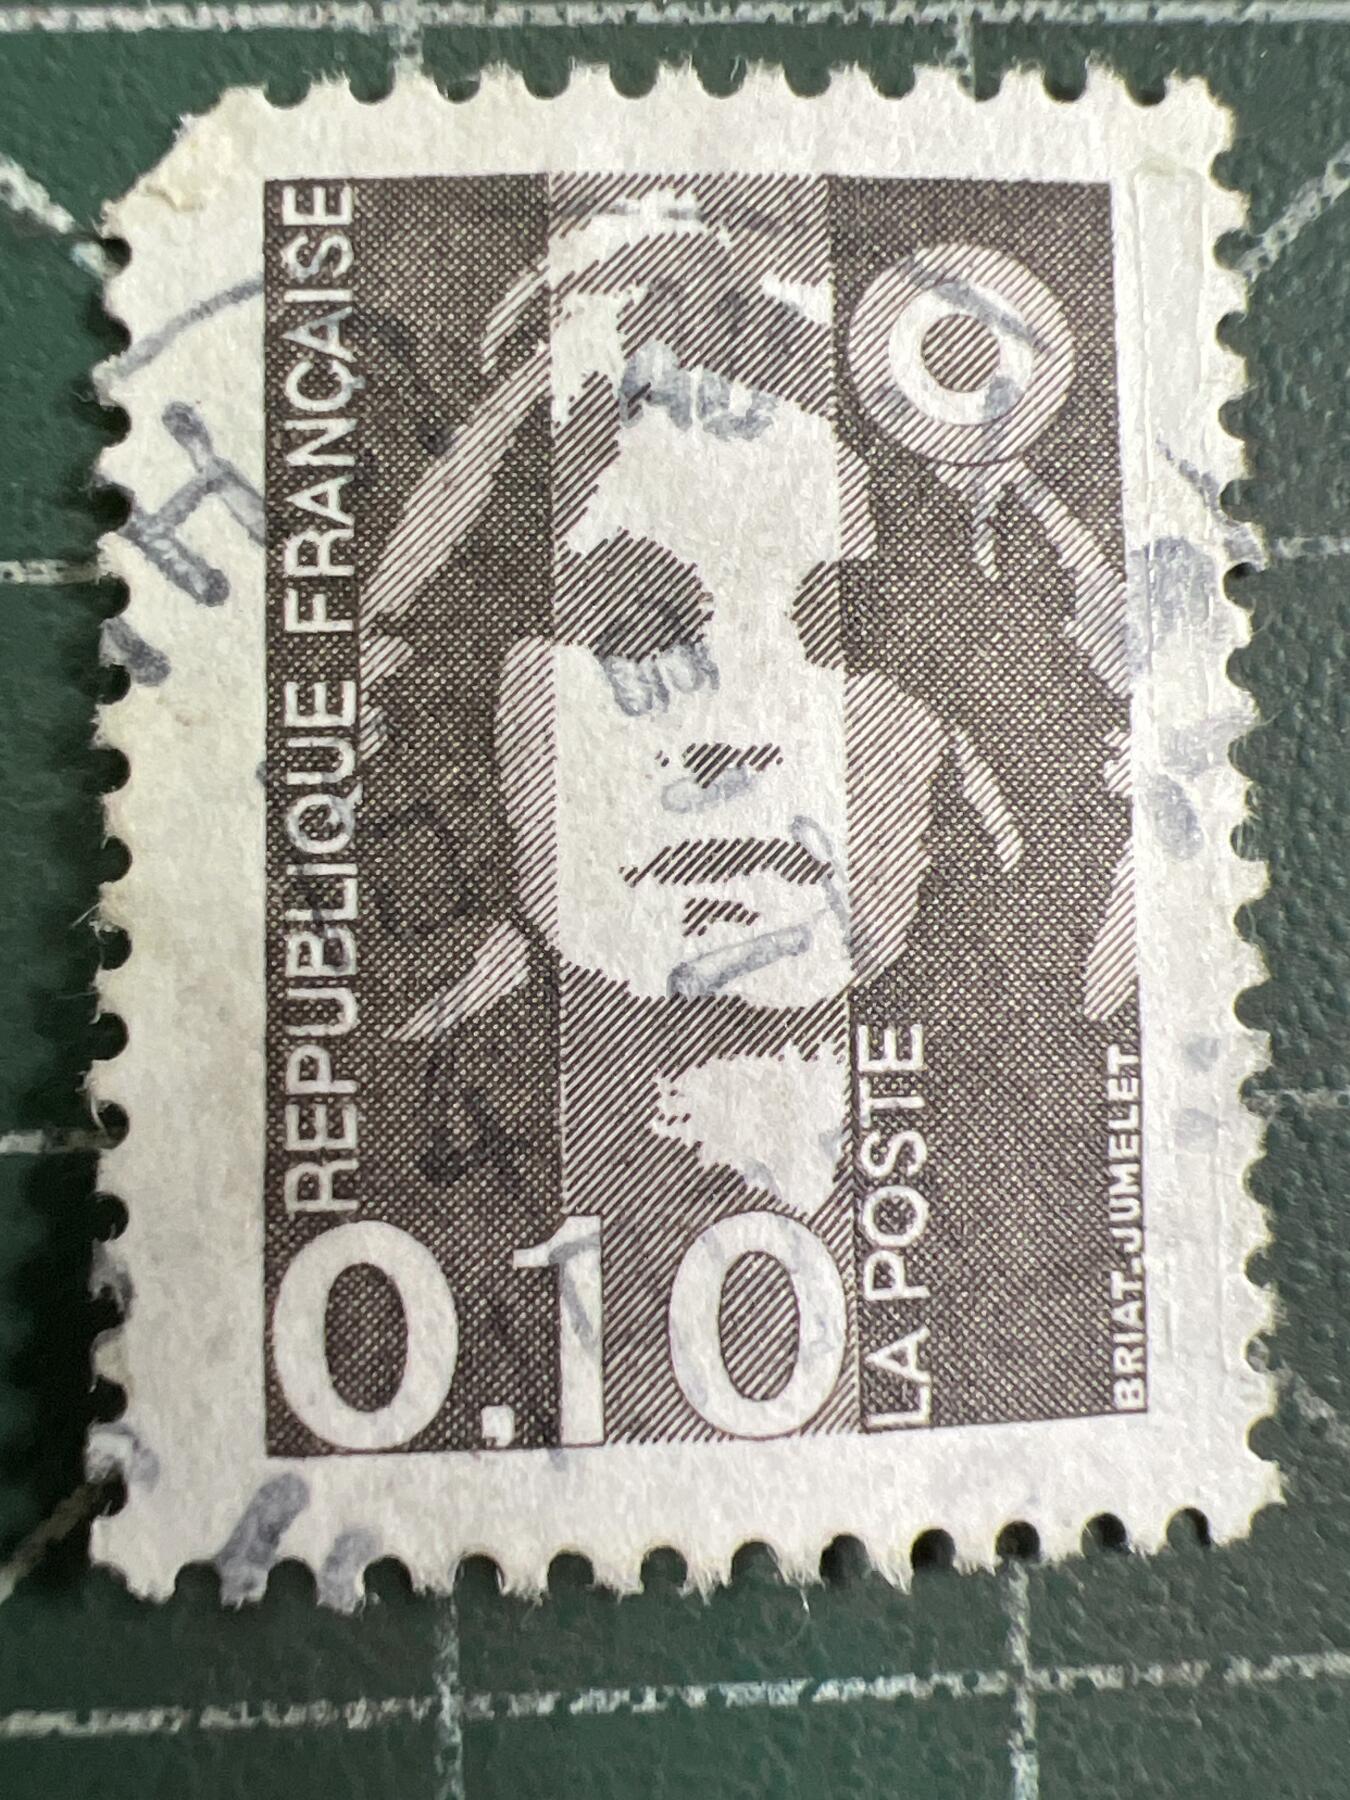 REPUBLIQUE FRANÇAISE
0,10
LA POSTE
BRIAT-JUMELET